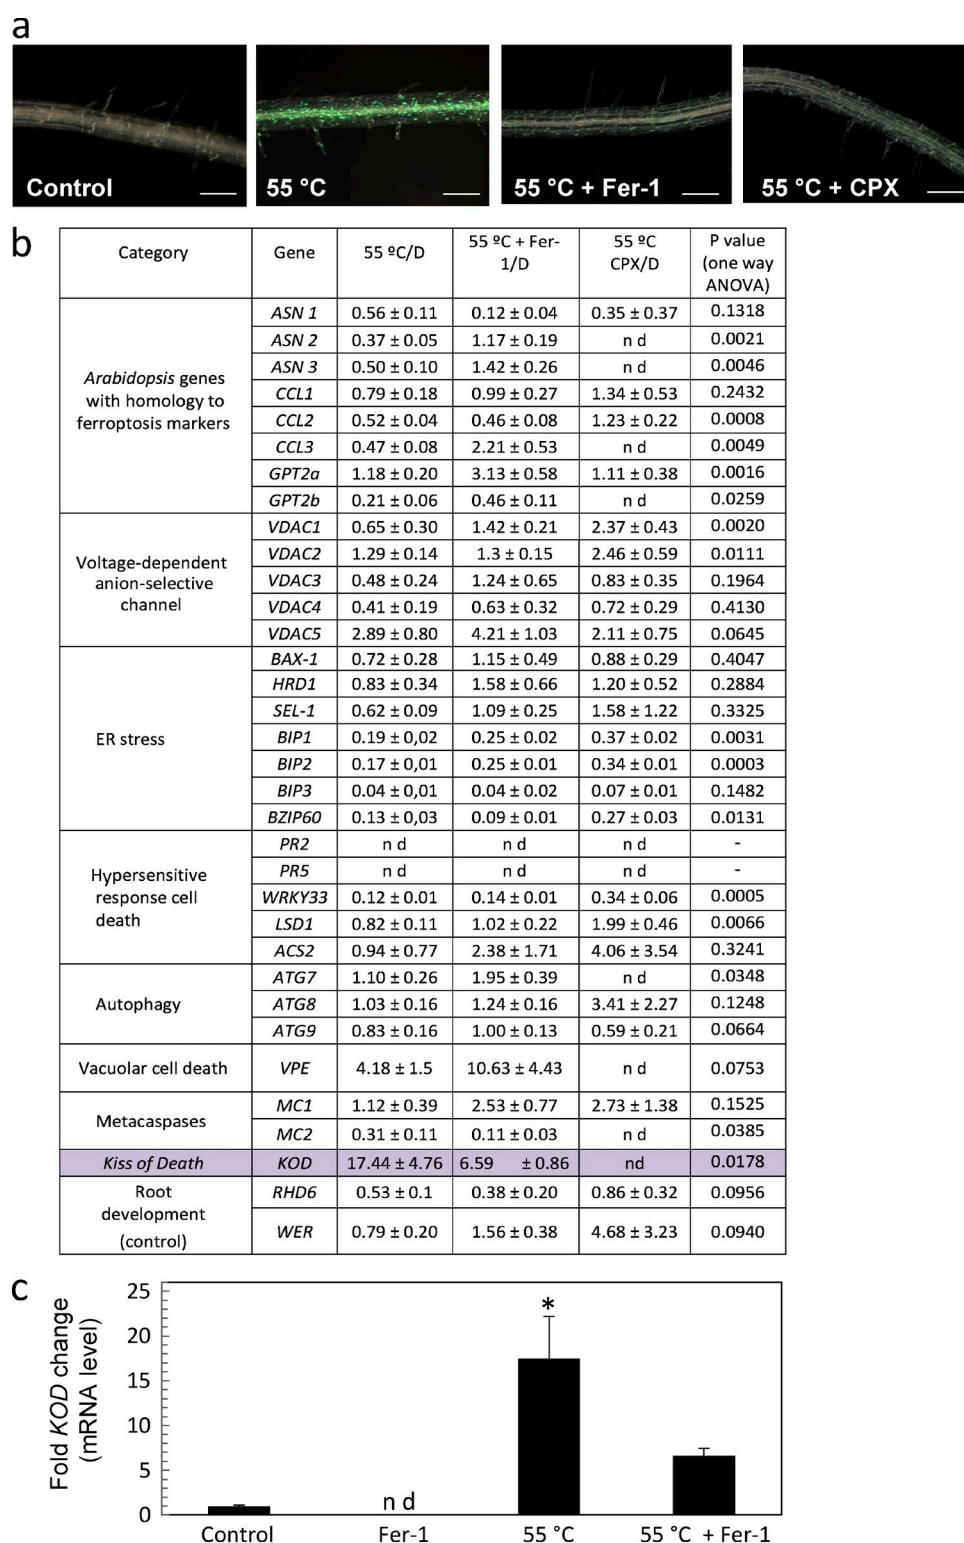 a
Control
55 °C
55 °C + Fer-1
55 °C + CPX
b
Category Gene 55 ºC/D 55 ºC + Fer-1/D 55 ºC CPX/D P value (one way ANOVA)
Arabidopsis genes with homology to ferroptosis markers
ASN 1 0.56 ± 0.11 0.12 ± 0.04 0.35 ± 0.37 0.1318
ASN 2 0.37 ± 0.05 1.17 ± 0.19 n d 0.0021
ASN 3 0.50 ± 0.10 1.42 ± 0.26 n d 0.0046
CCL1 0.79 ± 0.18 0.99 ± 0.27 1.34 ± 0.53 0.2432
CCL2 0.52 ± 0.04 0.46 ± 0.08 1.23 ± 0.22 0.0008
CCL3 0.47 ± 0.08 2.21 ± 0.53 n d 0.0049
GPT2a 1.18 ± 0.20 3.13 ± 0.58 1.11 ± 0.38 0.0016
GPT2b 0.21 ± 0.06 0.46 ± 0.11 n d 0.0259
Voltage-dependent anion-selective channel
VDAC1 0.65 ± 0.30 1.42 ± 0.21 2.37 ± 0.43 0.0020
VDAC2 1.29 ± 0.14 1.3 ± 0.15 2.46 ± 0.59 0.0111
VDAC3 0.48 ± 0.24 1.24 ± 0.65 0.83 ± 0.35 0.1964
VDAC4 0.41 ± 0.19 0.63 ± 0.32 0.72 ± 0.29 0.4130
VDAC5 2.89 ± 0.80 4.21 ± 1.03 2.11 ± 0.75 0.0645
ER stress
BAX-1 0.72 ± 0.28 1.15 ± 0.49 0.88 ± 0.29 0.4047
HRD1 0.83 ± 0.34 1.58 ± 0.66 1.20 ± 0.52 0.2884
SEL-1 0.62 ± 0.09 1.09 ± 0.25 1.58 ± 1.22 0.3325
BIP1 0.19 ± 0,02 0.25 ± 0.02 0.37 ± 0.02 0.0031
BIP2 0.17 ± 0,01 0.25 ± 0.01 0.34 ± 0.01 0.0003
BIP3 0.04 ± 0,01 0.04 ± 0.02 0.07 ± 0.01 0.1482
BZIP60 0.13 ± 0,03 0.09 ± 0.01 0.27 ± 0.03 0.0131
Hypersensitive response cell death
PR2 n d n d n d -
PR5 n d n d n d -
WRKY33 0.12 ± 0.01 0.14 ± 0.01 0.34 ± 0.06 0.0005
LSD1 0.82 ± 0.11 1.02 ± 0.22 1.99 ± 0.46 0.0066
ACS2 0.94 ± 0.77 2.38 ± 1.71 4.06 ± 3.54 0.3241
Autophagy
ATG7 1.10 ± 0.26 1.95 ± 0.39 n d 0.0348
ATG8 1.03 ± 0.16 1.24 ± 0.16 3.41 ± 2.27 0.1248
ATG9 0.83 ± 0.16 1.00 ± 0.13 0.59 ± 0.21 0.0664
Vacuolar cell death VPE 4.18 ± 1.5 10.63 ± 4.43 n d 0.0753
Metacaspases
MC1 1.12 ± 0.39 2.53 ± 0.77 2.73 ± 1.38 0.1525
MC2 0.31 ± 0.11 0.11 ± 0.03 n d 0.0385
Kiss of Death KOD 17.44 ± 4.76 6.59 ± 0.86 nd 0.0178
Root development (control)
RHD6 0.53 ± 0.1 0.38 ± 0.20 0.86 ± 0.32 0.0956
WER 0.79 ± 0.20 1.56 ± 0.38 4.68 ± 3.23 0.0940
c
Fold KOD change
(mRNA level)
25
20
15
10
5
0
n d
*
Control Fer-1 55 °C 55 °C + Fer-1